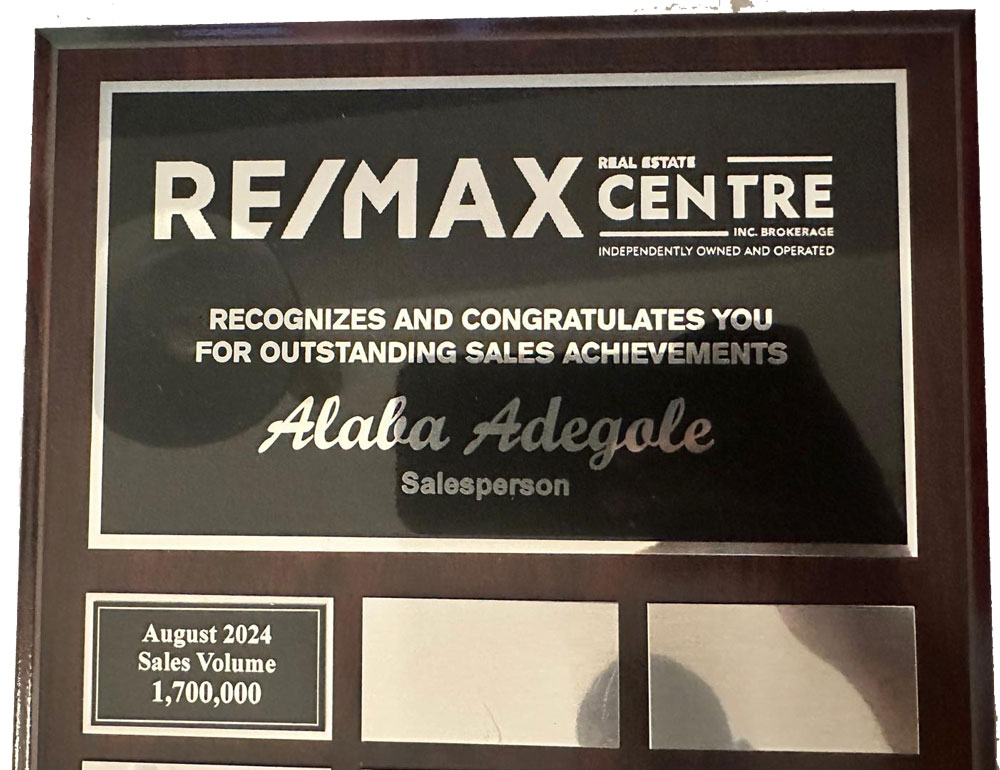 RE/MAX REAL ESTATE
CENTRE
INC. BROKERAGE
INDEPENDENTLY OWNED AND OPERATED
RECOGNIZES AND CONGRATULATES YOU
FOR OUTSTANDING SALES ACHIEVEMENTS
Alaba Adegole
Salesperson
August 2024
Sales Volume
1,700,000